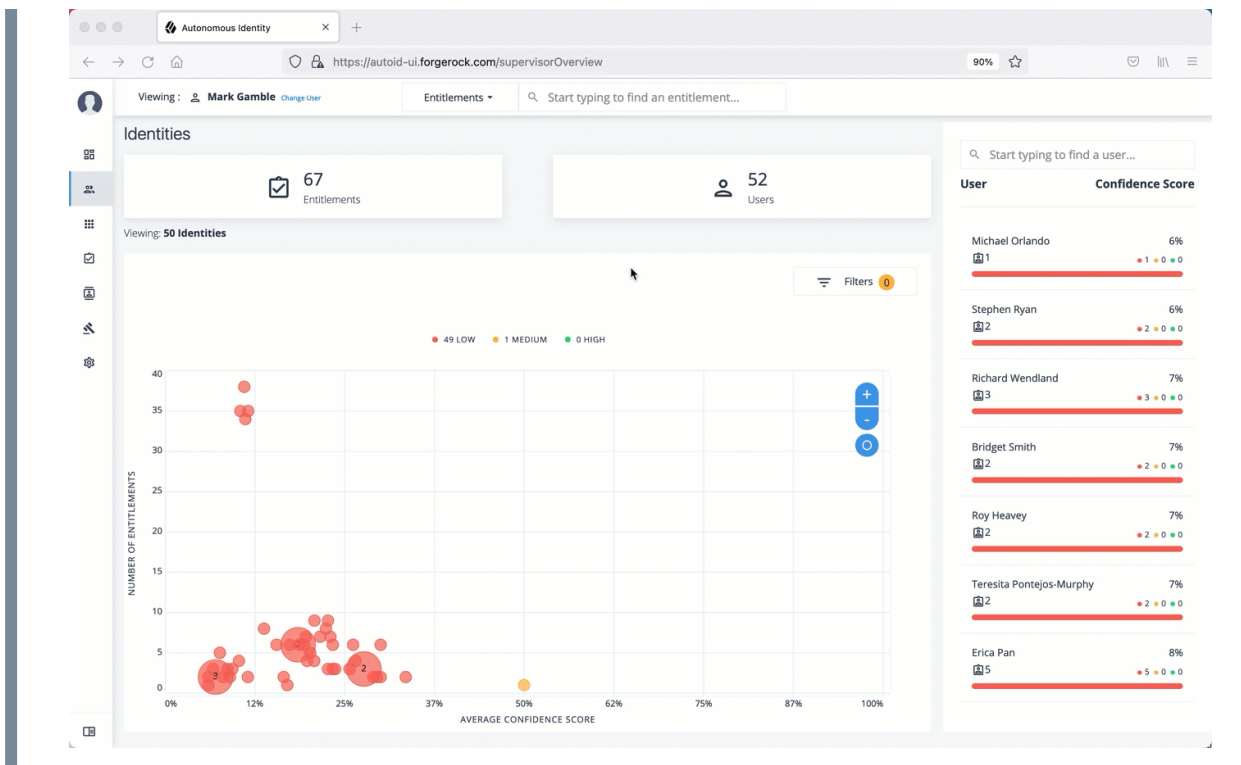 Autonomous Identity
https://autoid-ui.forgerock.com/supervisorOverview
90%
Viewing : Mark Gamble Change User
Entitlements
Start typing to find an entitlement...
Identities
67
Entitlements
52
Users
Viewing: 50 Identities
Filters 0
49 LOW 1 MEDIUM 0 HIGH
40
35
30
25
20
15
10
5
0
NUMBER OF ENTITLEMENTS
+
-
3
2
0% 12% 25% 37% 50% 62% 75% 87% 100%
AVERAGE CONFIDENCE SCORE
Start typing to find a user...
User Confidence Score
Michael Orlando 6%
1 1 0 0
Stephen Ryan 6%
2 2 0 0
Richard Wendland 7%
3 3 0 0
Bridget Smith 7%
2 2 0 0
Roy Heavey 7%
2 2 0 0
Teresita Pontejos-Murphy 7%
2 2 0 0
Erica Pan 8%
5 5 0 0